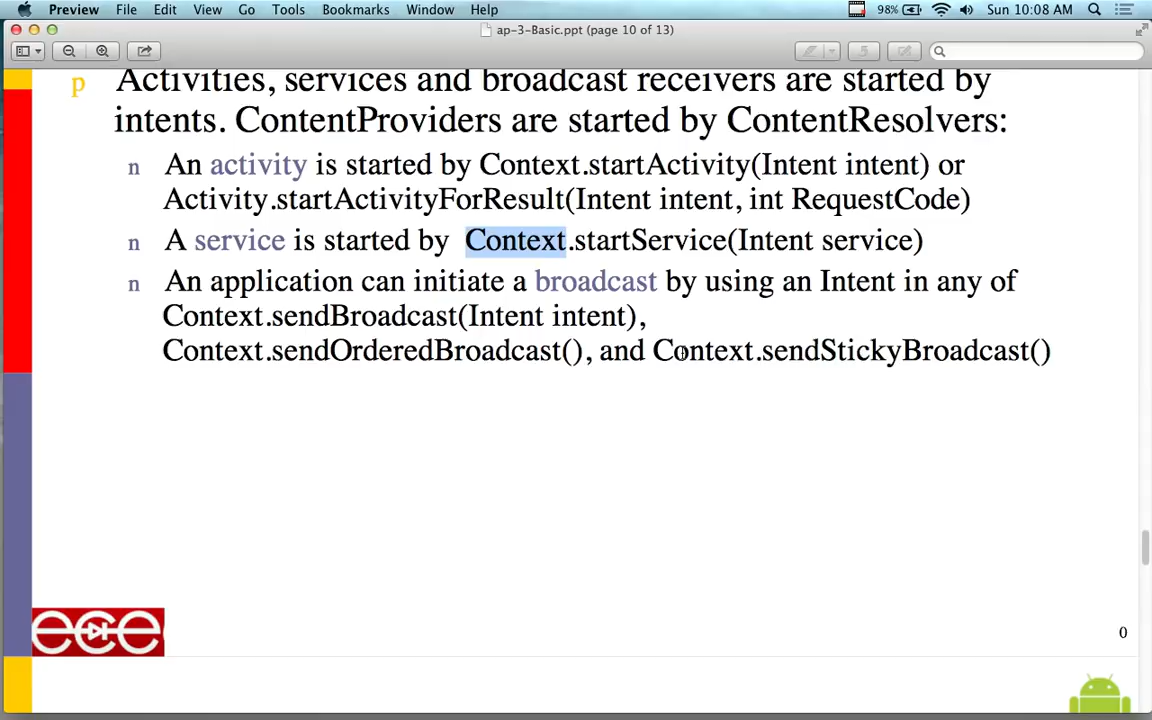 Preview File Edit View Go Tools Bookmarks Window Help 98% Sun 10:08 AM
ap-3-Basic.ppt (page 10 of 13)
p Activities, services and broadcast receivers are started by
intents. ContentProviders are started by ContentResolvers:
n An activity is started by Context.startActivity(Intent intent) or
Activity.startActivityForResult(Intent intent, int RequestCode)
n A service is started by Context.startService(Intent service)
n An application can initiate a broadcast by using an Intent in any of
Context.sendBroadcast(Intent intent),
Context.sendOrderedBroadcast(), and Context.sendStickyBroadcast()
ece
0